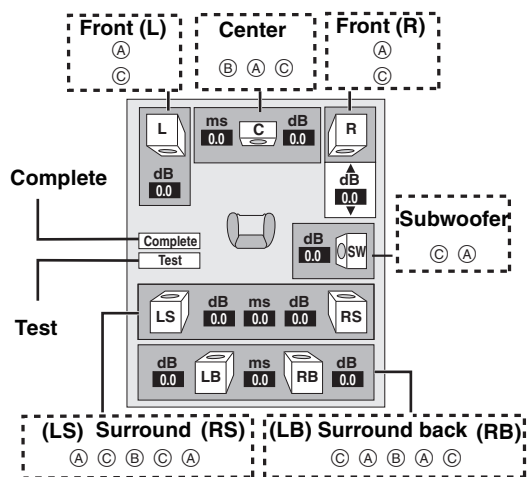 Front (L)
Ⓐ
Ⓒ
Center
Ⓑ Ⓐ Ⓒ
Front (R)
Ⓐ
Ⓒ
L
dB
0.0
ms
0.0
C
dB
0.0
R
dB
0.0
Complete
Test
Complete
Test
dB
0.0
SW
Subwoofer
Ⓒ Ⓐ
LS
dB
0.0
ms
0.0
dB
0.0
RS
dB
0.0
LB
ms
0.0
RB
dB
0.0
(LS) Surround (RS)
Ⓐ Ⓒ Ⓑ Ⓒ Ⓐ
(LB) Surround back (RB)
Ⓒ Ⓐ Ⓑ Ⓐ Ⓒ